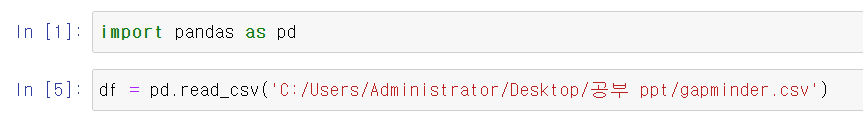 In [1]: import pandas as pd
In [5]: df = pd.read_csv('C:/Users/Administrator/Desktop/공부 ppt/gapminder.csv')